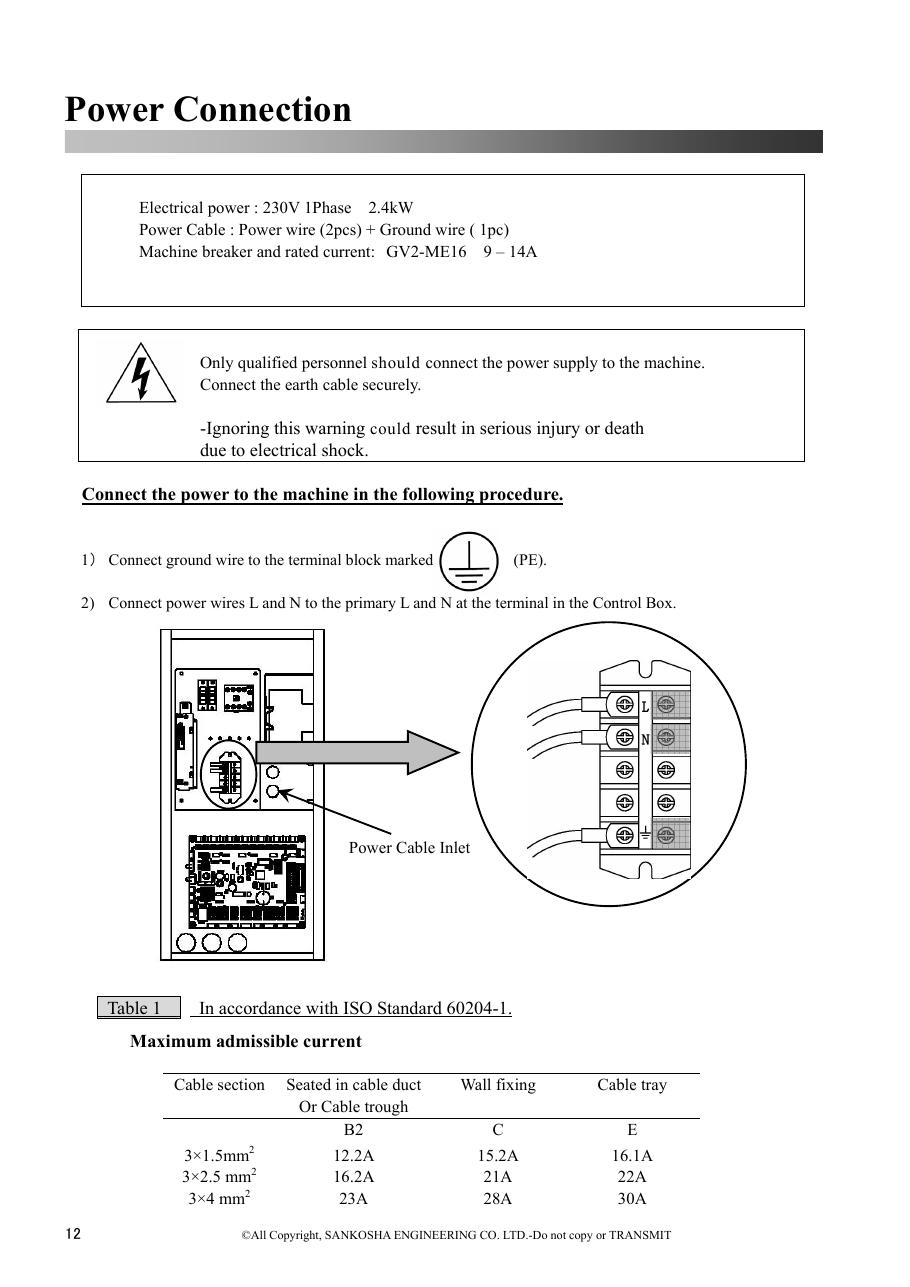 Power Connection
Electrical power : 230V 1Phase 2.4kW
Power Cable : Power wire (2pcs) + Ground wire ( 1pc)
Machine breaker and rated current: GV2-ME16 9 – 14A
Only qualified personnel should connect the power supply to the machine.
Connect the earth cable securely.
-Ignoring this warning could result in serious injury or death
due to electrical shock.
Connect the power to the machine in the following procedure.
1) Connect ground wire to the terminal block marked (PE).
2) Connect power wires L and N to the primary L and N at the terminal in the Control Box.
L
N
Power Cable Inlet
Table 1 In accordance with ISO Standard 60204-1.
Maximum admissible current
Cable section Seated in cable duct Wall fixing Cable tray
Or Cable trough
B2 C E
3×1.5mm² 12.2A 15.2A 16.1A
3×2.5 mm² 16.2A 21A 22A
3×4 mm² 23A 28A 30A
12 ©All Copyright, SANKOSHA ENGINEERING CO. LTD.-Do not copy or TRANSMIT